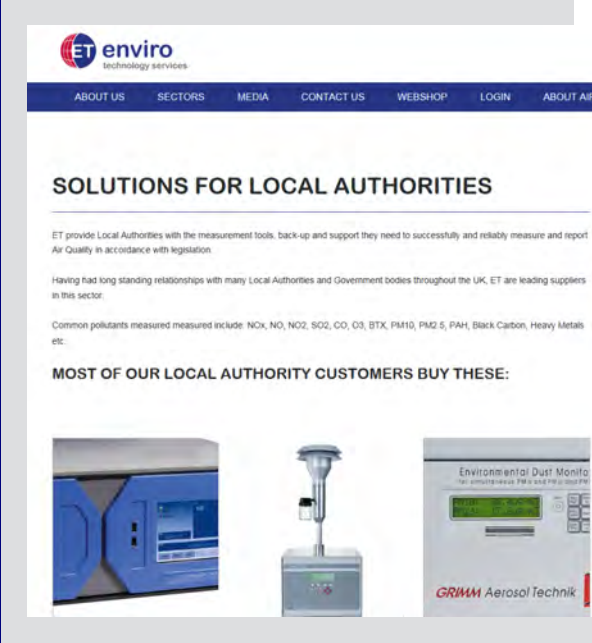 ET enviro
technology services
ABOUT US SECTORS MEDIA CONTACT US WEBSHOP LOGIN ABOUT AIR
SOLUTIONS FOR LOCAL AUTHORITIES
ET provide Local Authorities with the measurement tools, back-up and support they need to successfully and reliably measure and report
Air Quality in accordance with legislation.
Having had long standing relationships with many Local Authorities and Government bodies throughout the UK, ET are leading suppliers
in this sector.
Common pollutants measured measured include: NOx, NO, NO2, SO2, CO, O3, BTX, PM10, PM2.5, PAH, Black Carbon, Heavy Metals
etc.
MOST OF OUR LOCAL AUTHORITY CUSTOMERS BUY THESE:
Environmental Dust Monito
for simultaneous PM
GRIMM Aerosol Technik